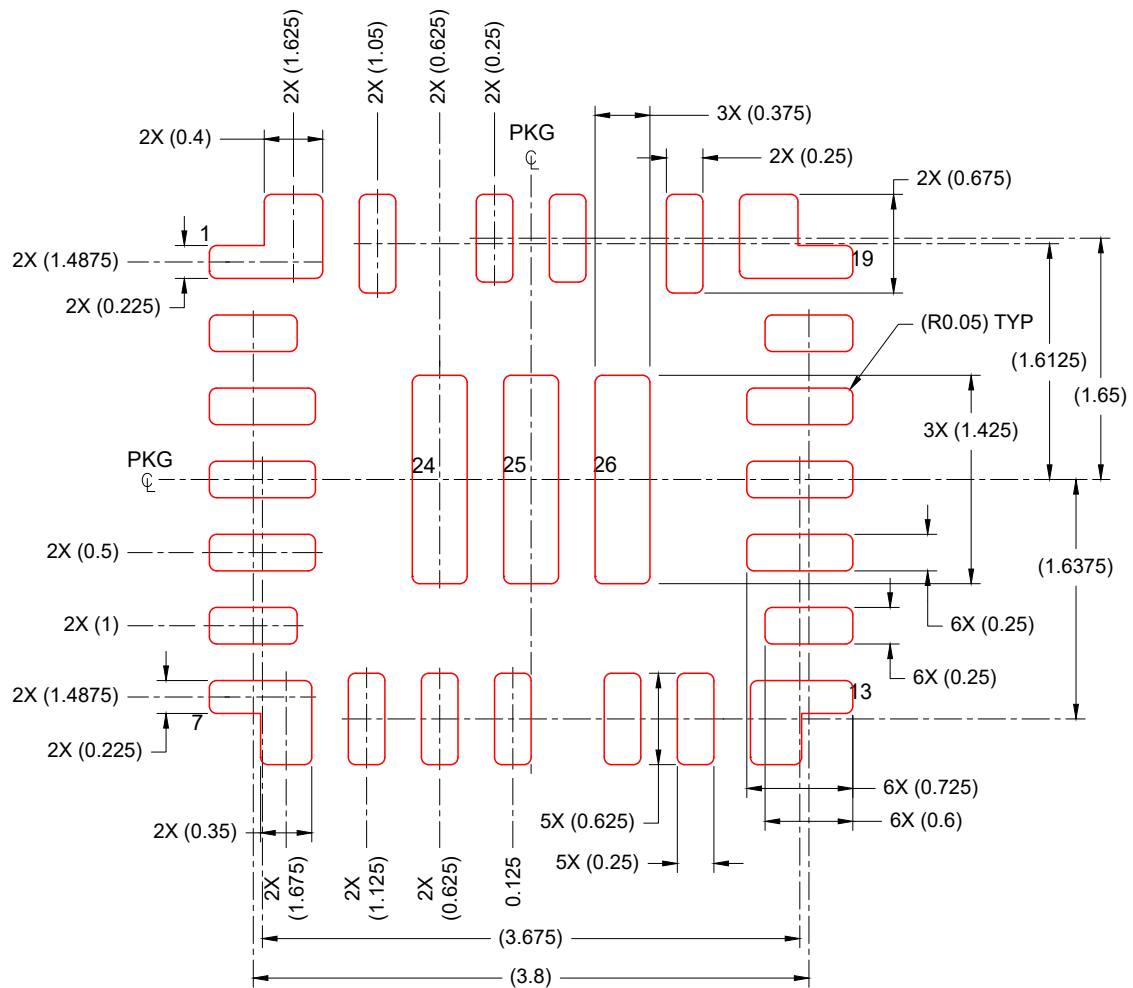 2X (1.625)
2X (1.05)
2X (0.625)
2X (0.25)
3X (0.375)
PKG
℄
2X (0.4)
2X (0.25)
2X (0.675)
1
19
2X (1.4875)
2X (0.225)
(R0.05) TYP
(1.6125)
(1.65)
3X (1.425)
PKG
℄
24
25
26
2X (0.5)
(1.6375)
2X (1)
6X (0.25)
6X (0.25)
2X (1.4875)
7
13
2X (0.225)
6X (0.725)
2X (0.35)
5X (0.625)
6X (0.6)
5X (0.25)
2X
(1.675)
2X
(1.125)
2X
(0.625)
0.125
(3.675)
(3.8)